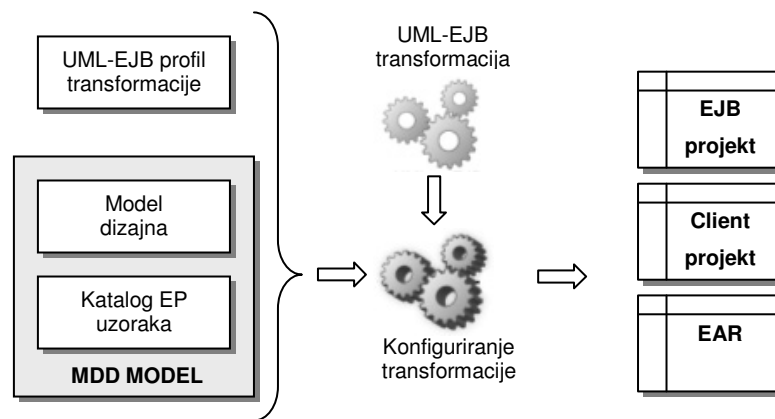 UML-EJB profil
transformacije
Model
dizajna
Katalog EP
uzoraka
MDD MODEL
UML-EJB
transformacija
Konfiguriranje
transformacije
EJB
projekt
Client
projekt
EAR